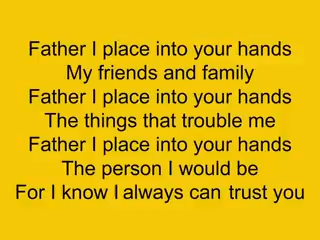 Father I place into your hands
My friends and family
Father I place into your hands
The things that trouble me
Father I place into your hands
The person I would be
For I know I always can trust you